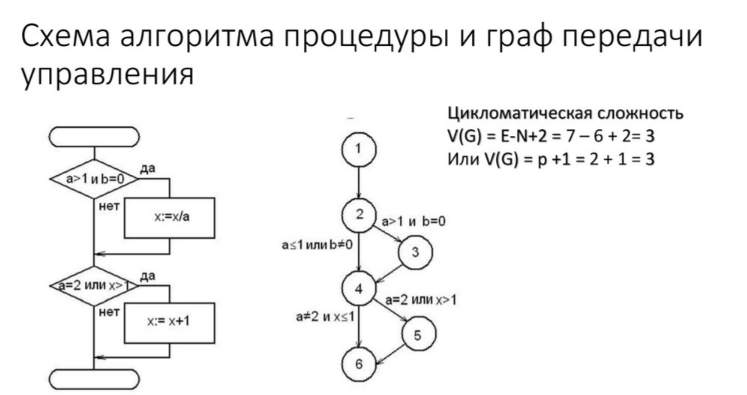 Схема алгоритма процедуры и граф передачи
управления
Цикломатическая сложность
V(G) = E-N+2 = 7 – 6 + 2= 3
Или V(G) = p +1 = 2 + 1 = 3
a>1 и b=0
да
нет
x:=x/a
a=2 или x>1
да
нет
x:= x+1
1
2
a>1 и b=0
a≤1 или b≠0
3
4
a=2 или x>1
a≠2 и x≤1
5
6